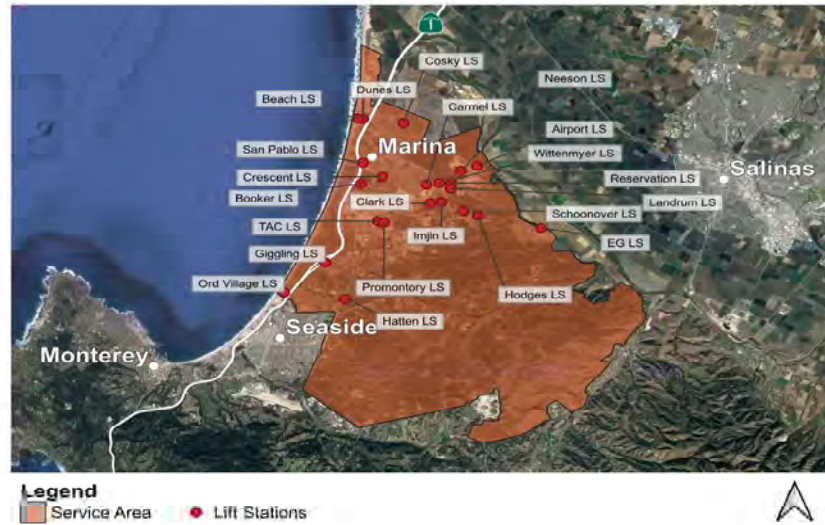 1
Cosky LS
Neeson LS
Dunes LS
Beach LS
Carmel LS
Airport LS
Marina
Wittenmyer LS
San Pablo LS
Salinas
Crescent LS
Reservation LS
Booker LS
Clark LS
Landrum LS
Schoonover LS
TAC LS
Imjin LS
EG LS
Giggling LS
Ord Village LS
Promontory LS
Hodges LS
Hatten LS
Seaside
Monterey
Legend
Service Area
Lift Stations